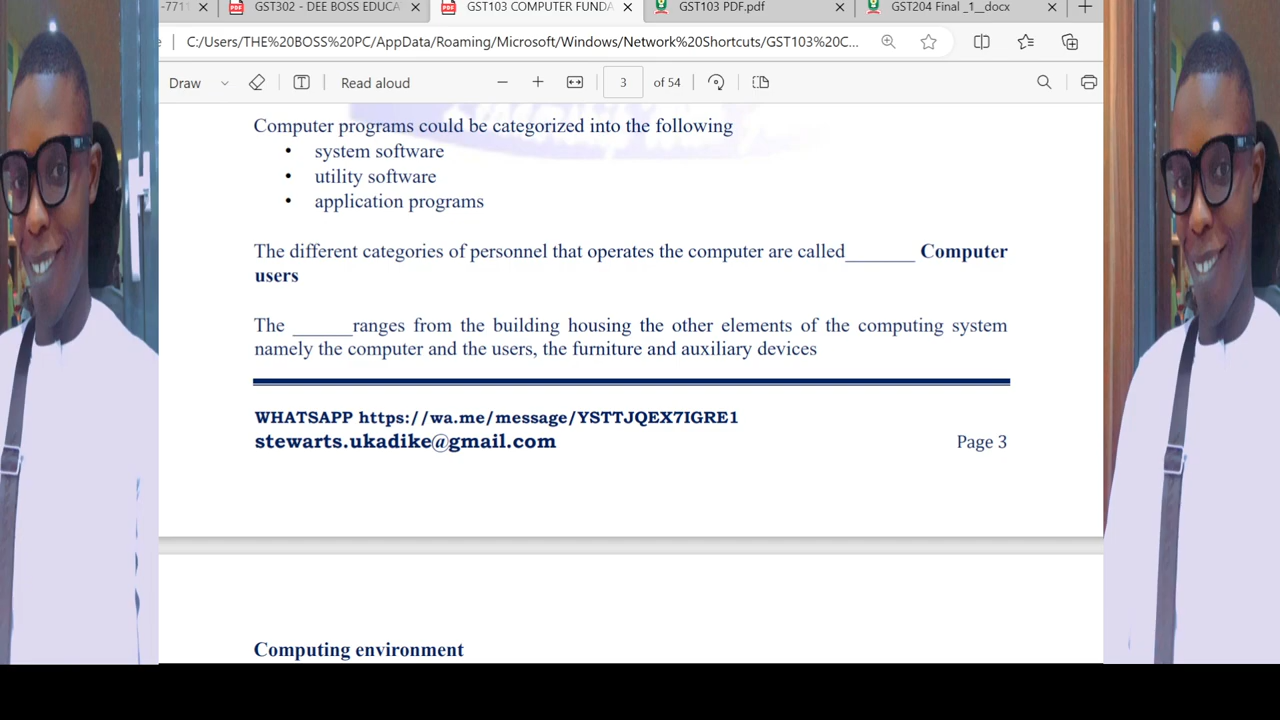 -7711
GST302 - DEE BOSS EDUCA
GST103 COMPUTER FUNDA
GST103 PDF.pdf
GST204 Final _1__docx
C:/Users/THE%20BOSS%20PC/AppData/Roaming/Microsoft/Windows/Network%20Shortcuts/GST103%20C...
Draw
Read aloud
3 of 54
Computer programs could be categorized into the following
• system software
• utility software
• application programs
The different categories of personnel that operates the computer are called_______ Computer
users
The ______ranges from the building housing the other elements of the computing system
namely the computer and the users, the furniture and auxiliary devices
WHATSAPP https://wa.me/message/YSTTJQEX7IGRE1
stewarts.ukadike@gmail.com
Page 3
Computing environment